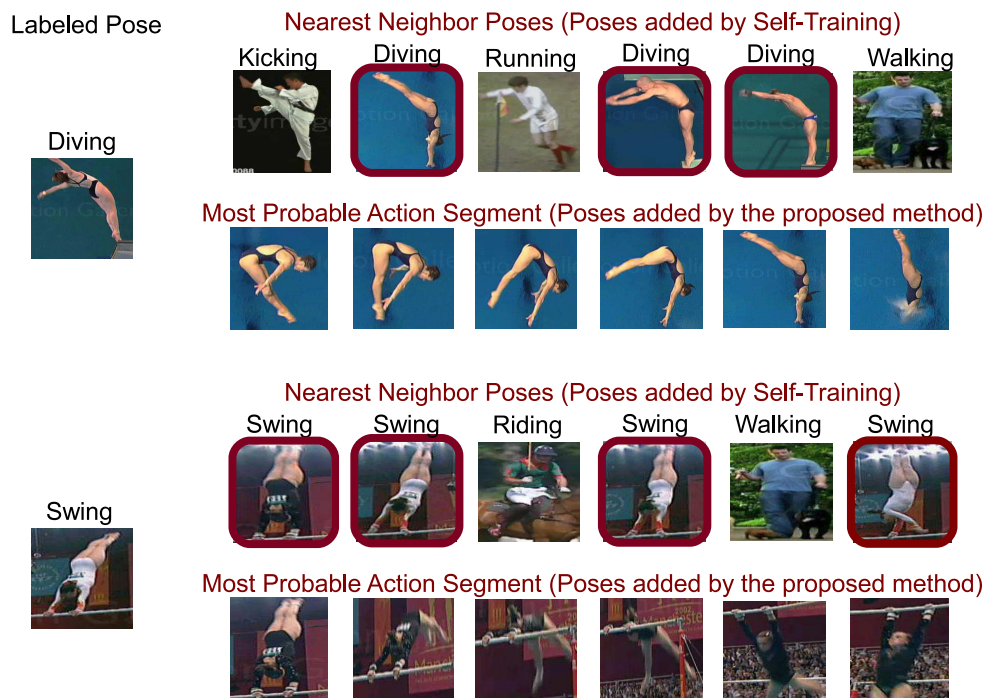 Labeled Pose
Nearest Neighbor Poses (Poses added by Self-Training)
Kicking Diving Running Diving Diving Walking
Diving
Most Probable Action Segment (Poses added by the proposed method)
Nearest Neighbor Poses (Poses added by Self-Training)
Swing Swing Riding Swing Walking Swing
Swing
Most Probable Action Segment (Poses added by the proposed method)